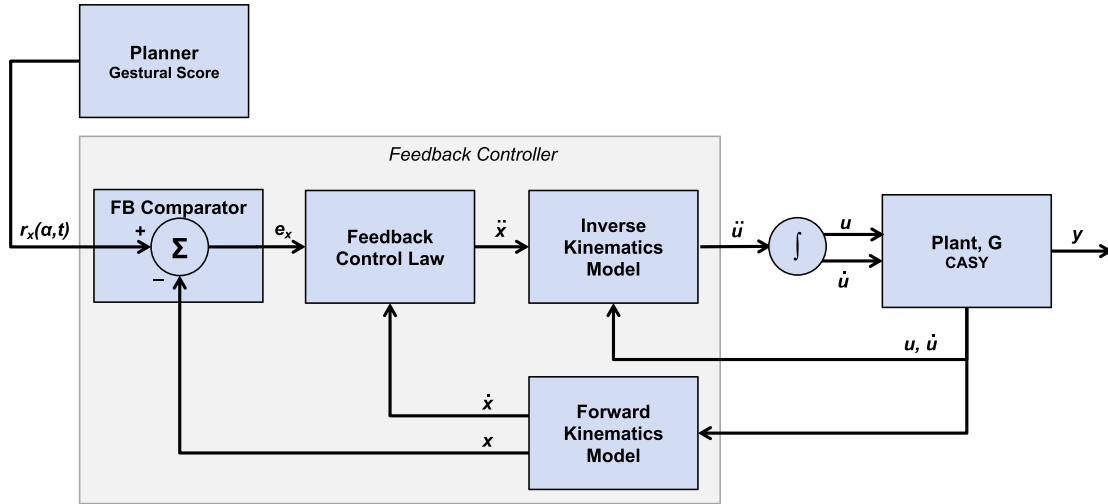 Planner
Gestural Score
Feedback Controller
FB Comparator
r_x(α,t)
+
Σ
−
e_x
Feedback
Control Law
ẍ
Inverse
Kinematics
Model
ü
∫
u
u̇
Plant, G
CASY
y
u, u̇
ẋ
x
Forward
Kinematics
Model